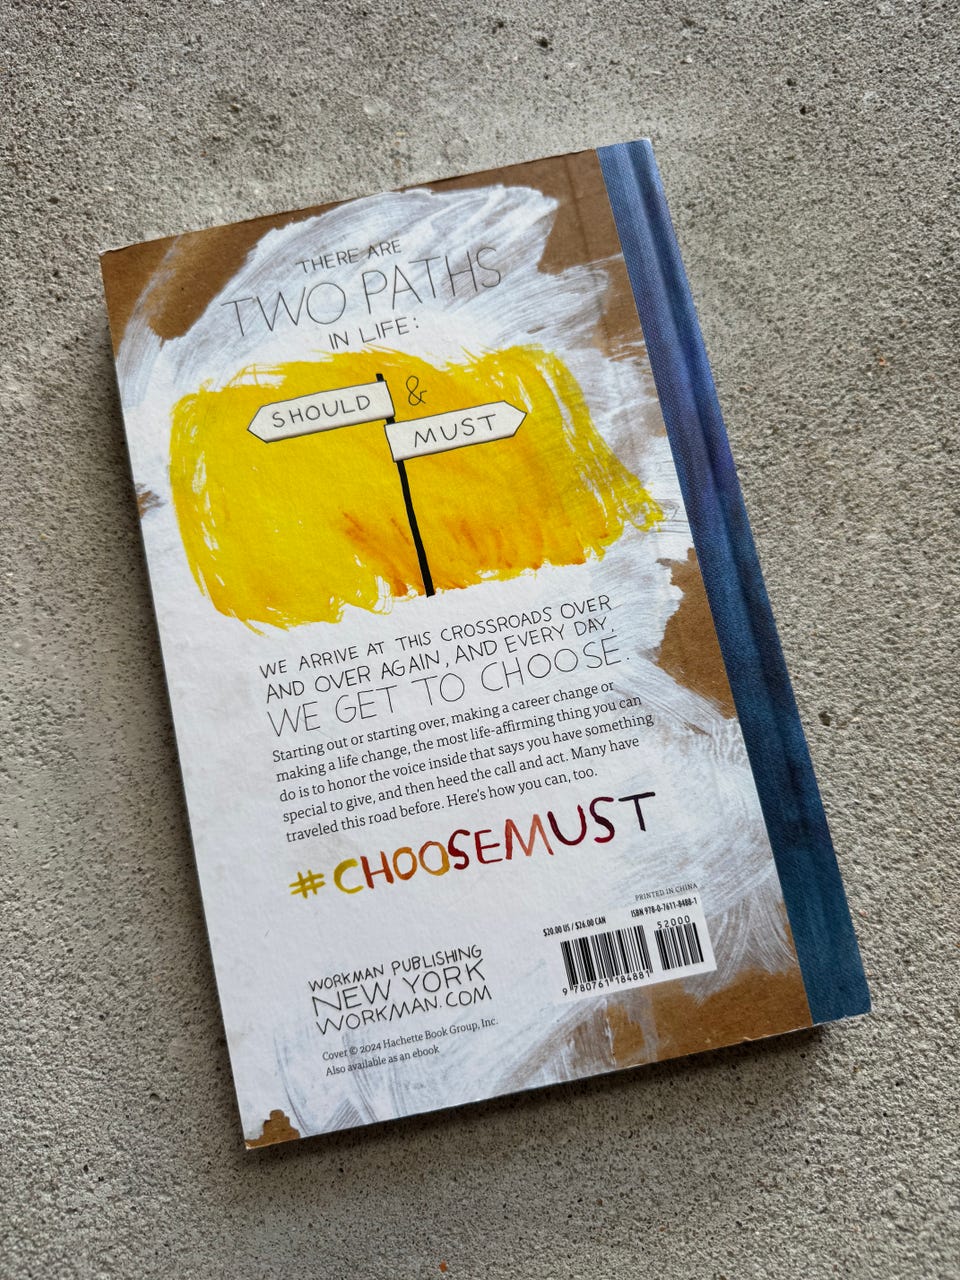 THERE ARE
TWO PATHS
IN LIFE:
SHOULD
&
MUST
WE ARRIVE AT THIS CROSSROADS OVER
AND OVER AGAIN, AND EVERY DAY,
WE GET TO CHOOSE.
Starting out or starting over, making a career change or
making a life change, the most life-affirming thing you can
do is to honor the voice inside that says you have something
special to give, and then heed the call and act. Many have
traveled this road before. Here's how you can, too.
#CHOOSEMUST
PRINTED IN CHINA
$20.00 US / $26.00 CAN
ISBN 978-0-7611-8488-1
52000
9 780761 184881
WORKMAN PUBLISHING
NEW YORK
WORKMAN.COM
Cover © 2024 Hachette Book Group, Inc.
Also available as an ebook